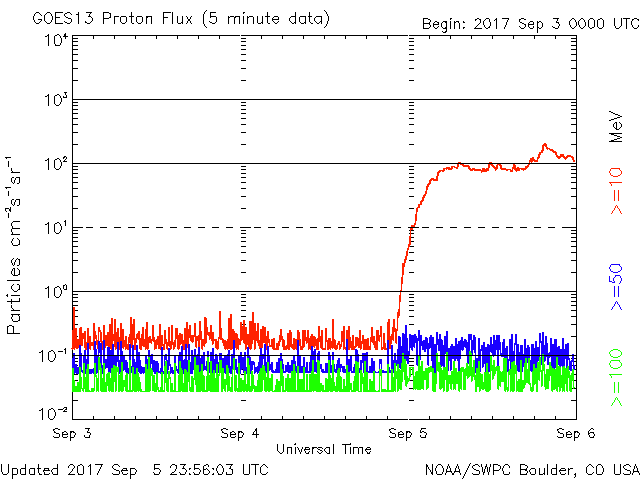 GOES13 Proton Flux (5 minute data)
Begin: 2017 Sep 3 0000 UTC
10⁴
10³
10²
10¹
10⁰
10⁻¹
10⁻²
Particles cm⁻²s⁻¹sr⁻¹
MeV
>=10
>=50
>=100
Sep 3
Sep 4
Sep 5
Sep 6
Universal Time
Updated 2017 Sep 5 23:56:03 UTC
NOAA/SWPC Boulder, CO USA